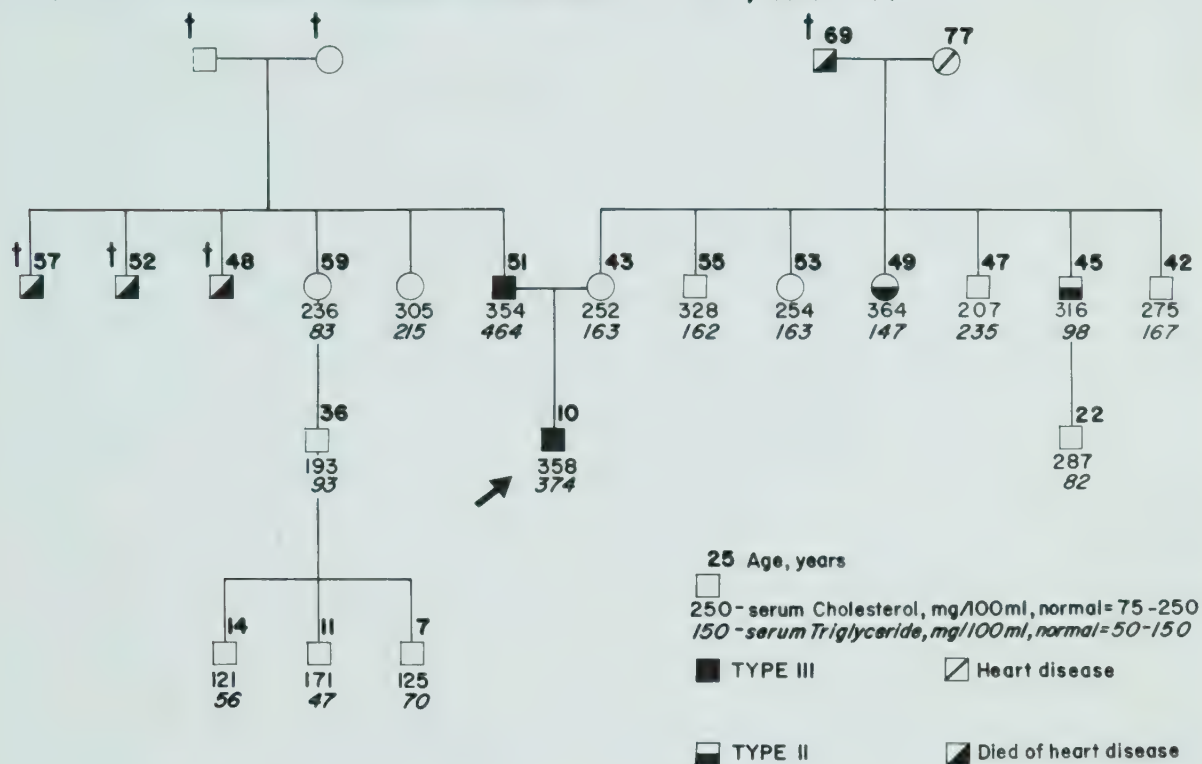 † †
† 69 77
† 57 † 52 † 48 59 51 43 55 53 49 47 45 42
236 305 354 252 328 254 364 207 316 275
83 215 464 163 162 163 147 235 98 167
36 10 22
193 358 287
93 374 82
25 Age, years
250 - serum Cholesterol, mg/100ml, normal = 75 - 250
150 - serum Triglyceride, mg/100ml, normal = 50 - 150
14 11 7
121 171 125
56 47 70
TYPE III Heart disease
TYPE II Died of heart disease